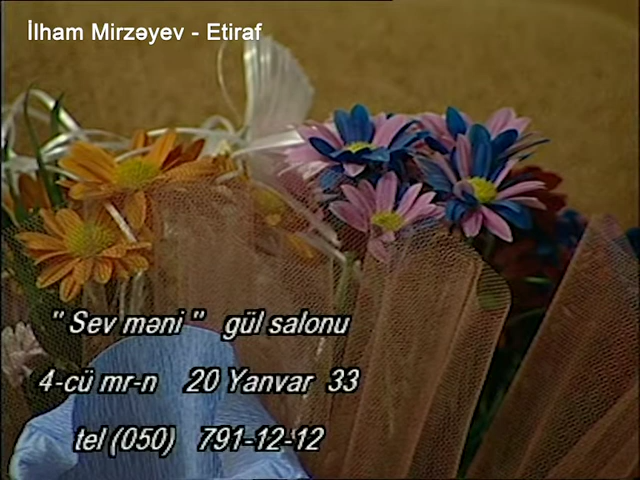 İlham Mirzəyev - Etiraf
" Sev məni " gül salonu
4-cü mr-n 20 Yanvar 33
tel (050) 791-12-12